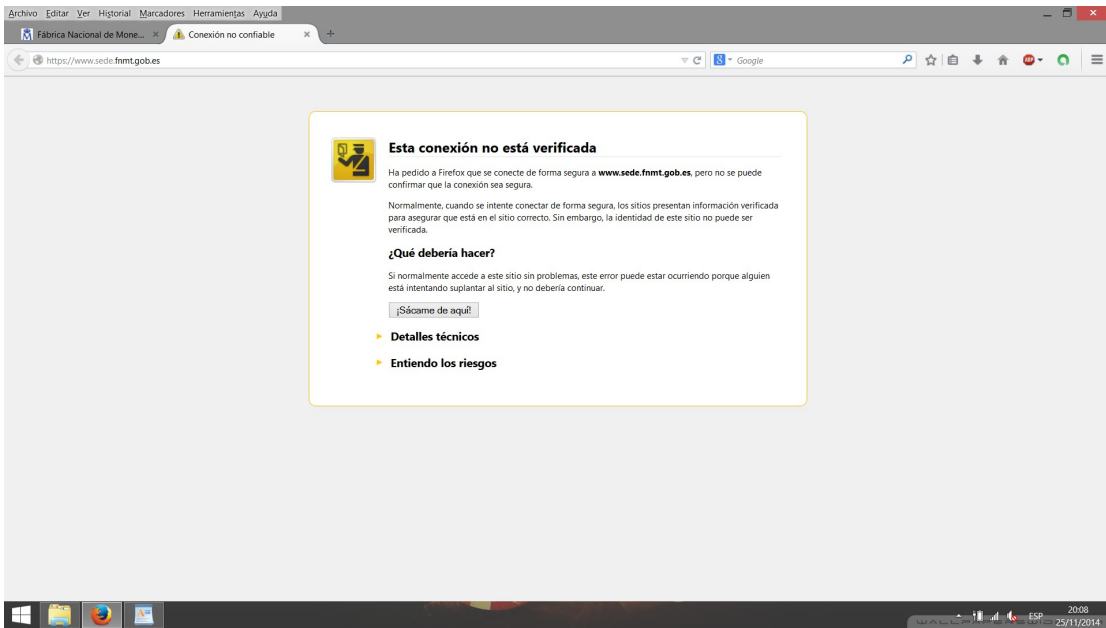 Archivo Editar Ver Historial Marcadores Herramientas Ayuda
Fábrica Nacional de Mone...
Conexión no confiable
https://www.sede.fnmt.gob.es
Google
Esta conexión no está verificada
Ha pedido a Firefox que se conecte de forma segura a www.sede.fnmt.gob.es, pero no se puede
confirmar que la conexión sea segura.
Normalmente, cuando se intente conectar de forma segura, los sitios presentan información verificada
para asegurar que está en el sitio correcto. Sin embargo, la identidad de este sitio no puede ser
verificada.
¿Qué debería hacer?
Si normalmente accede a este sitio sin problemas, este error puede estar ocurriendo porque alguien
está intentando suplantar al sitio, y no debería continuar.
¡Sácame de aquí!
Detalles técnicos
Entiendo los riesgos
ESP
20:08
25/11/2014